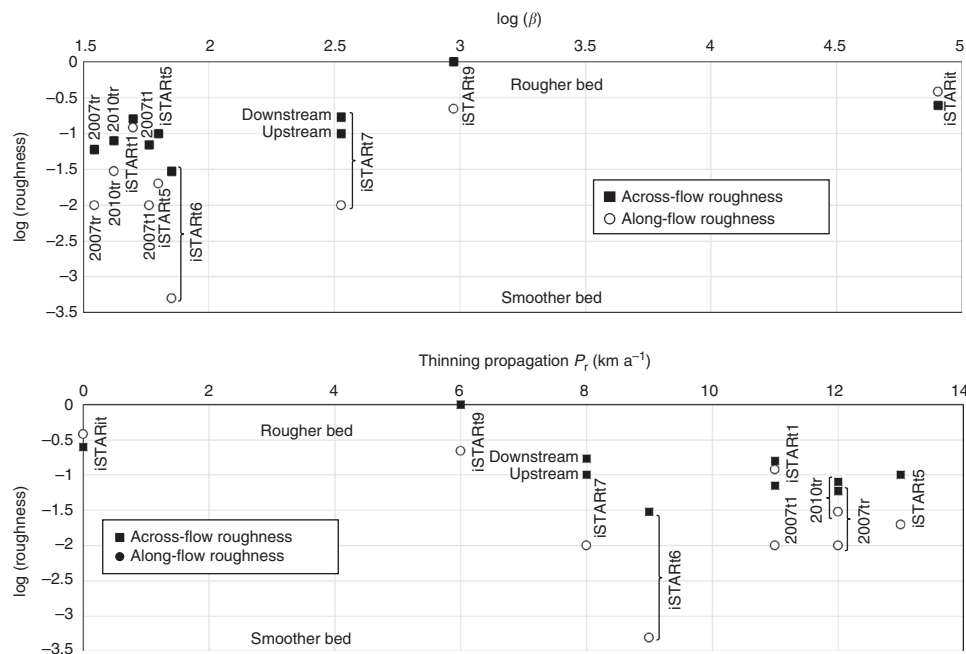 log (β)
1.5 2 2.5 3 3.5 4 4.5 5
log (roughness)
0
−0.5
−1
−1.5
−2
−2.5
−3
−3.5
Rougher bed
Smoother bed
2007tr
2010tr
iSTARt1
2007t1
iSTARt5
2007tr
2010tr
2007t1
iSTARt5
iSTARt6
Downstream
Upstream
iSTARt7
iSTARt9
iSTARit
Across-flow roughness
Along-flow roughness
Thinning propagation Pr (km a−1)
0 2 4 6 8 10 12 14
log (roughness)
0
−0.5
−1
−1.5
−2
−2.5
−3
−3.5
Rougher bed
Smoother bed
iSTARit
iSTARt9
Downstream
Upstream
iSTARt7
iSTARt6
iSTARt1
2007t1
2010tr
2007tr
iSTARt5
Across-flow roughness
Along-flow roughness